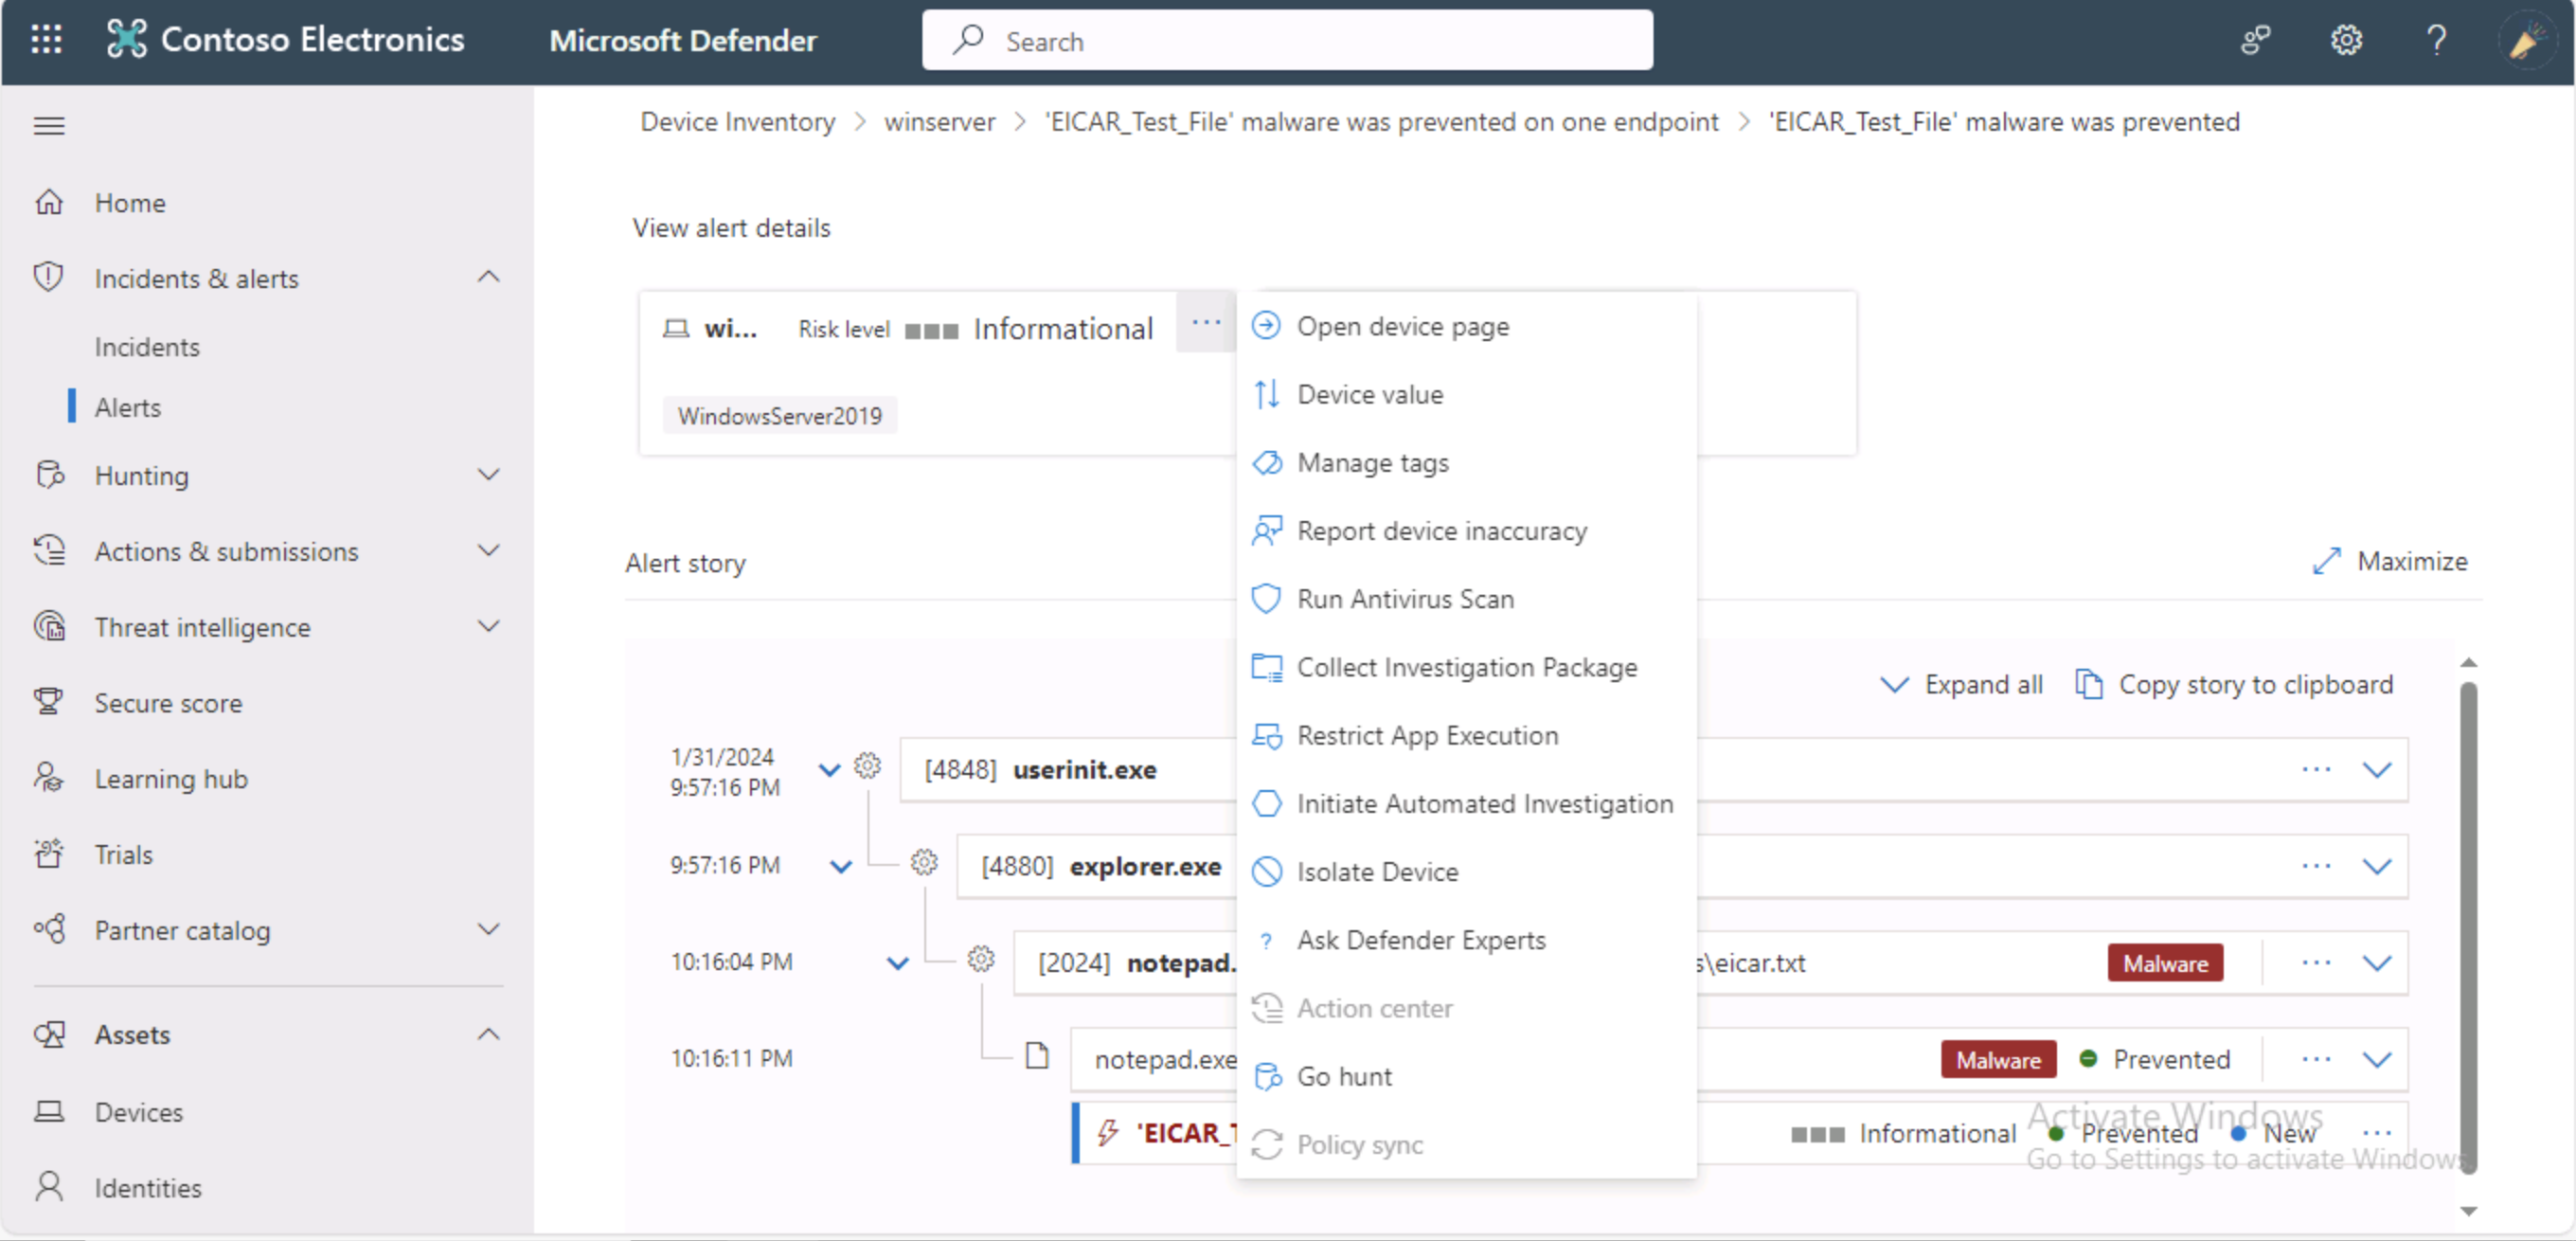 Contoso Electronics
Microsoft Defender
Search
Device Inventory > winserver > 'EICAR_Test_File' malware was prevented on one endpoint > 'EICAR_Test_File' malware was prevented
Home
Incidents & alerts
Incidents
Alerts
Hunting
Actions & submissions
Threat intelligence
Secure score
Learning hub
Trials
Partner catalog
Assets
Devices
Identities
View alert details
wi... Risk level Informational ...
WindowsServer2019
Open device page
Device value
Manage tags
Report device inaccuracy
Run Antivirus Scan
Collect Investigation Package
Restrict App Execution
Initiate Automated Investigation
Isolate Device
? Ask Defender Experts
Action center
Go hunt
Policy sync
Alert story
Maximize
Expand all Copy story to clipboard
1/31/2024
9:57:16 PM
[4848] userinit.exe ...
9:57:16 PM [4880] explorer.exe ...
10:16:04 PM [2024] notepad. s\eicar.txt Malware ...
10:16:11 PM notepad.exe Malware Prevented ...
'EICAR_T Informational Prevented New ...
Activate Windows
Go to Settings to activate Windows.